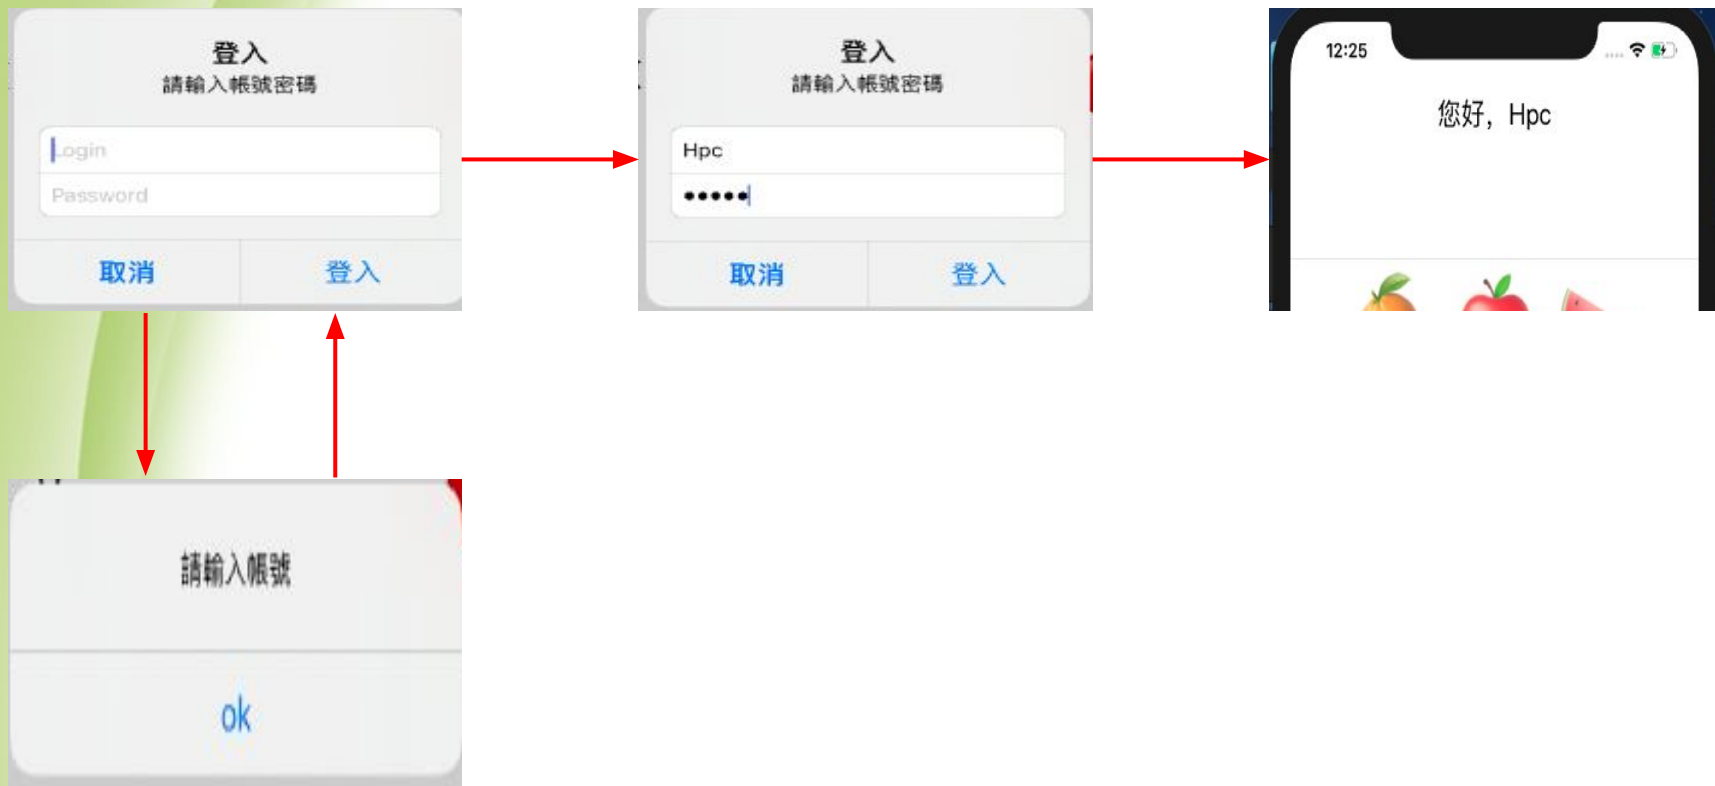 登入
請輸入帳號密碼
Login
Password
取消
登入
登入
請輸入帳號密碼
Hpc
•••••
取消
登入
12:25
您好，Hpc
請輸入帳號
ok